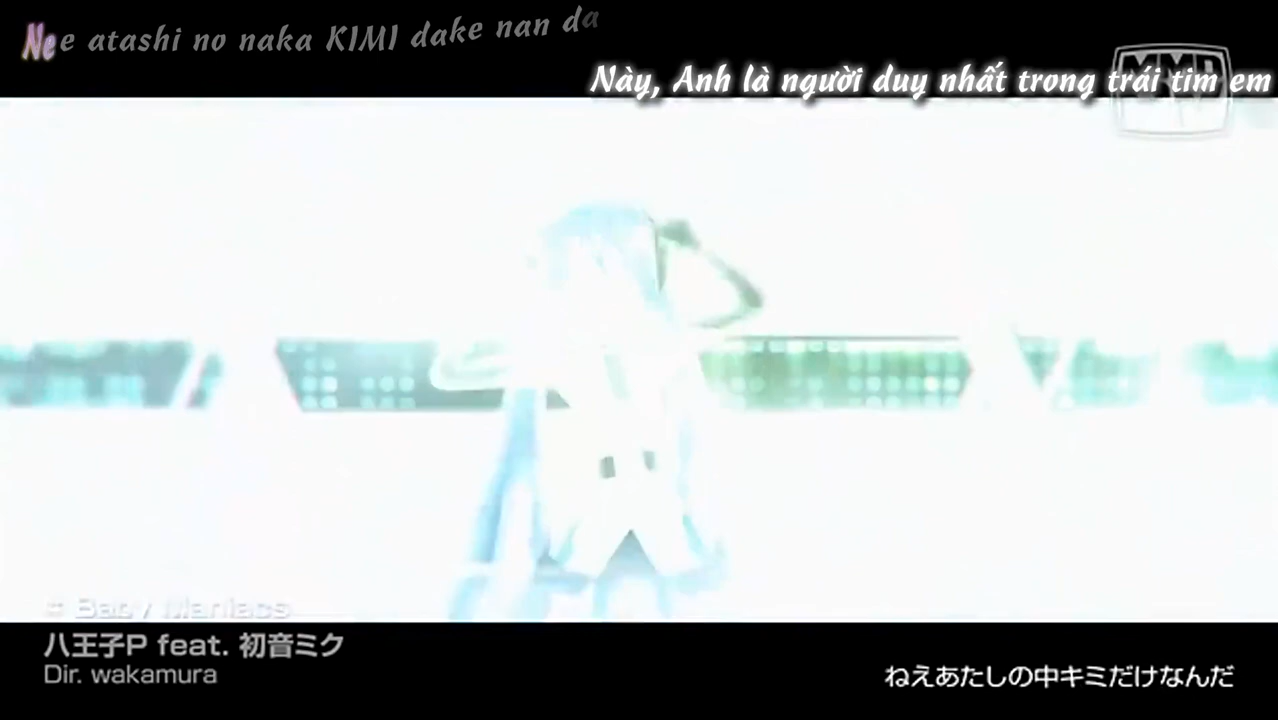 Nee atashi no naka KIMI dake nan da
Này, Anh là người duy nhất trong trái tim em
# Baby Maniacs
八王子P feat. 初音ミク
Dir. wakamura
ねえあたしの中キミだけなんだ